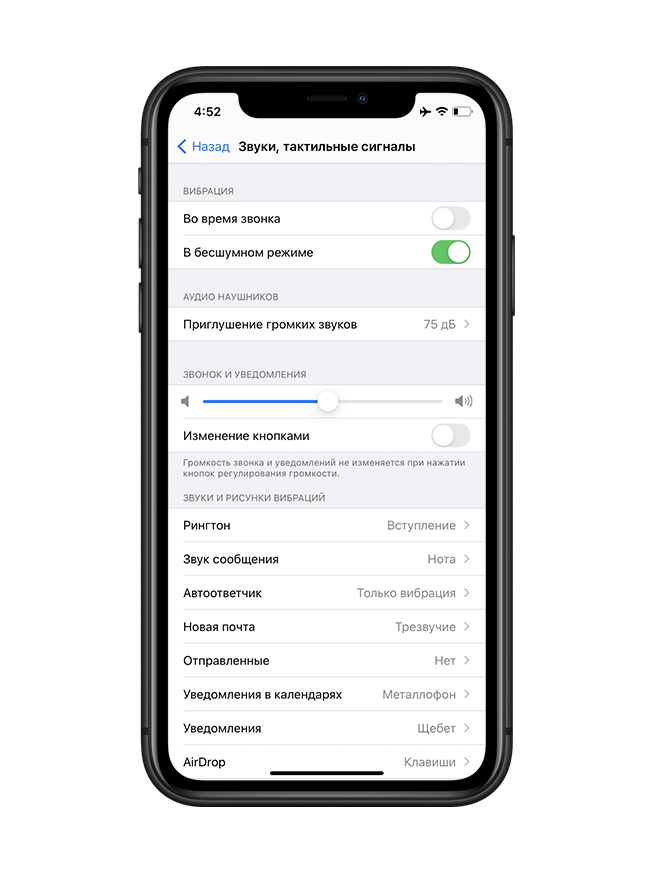 4:52
Назад Звуки, тактильные сигналы
ВИБРАЦИЯ
Во время звонка
В бесшумном режиме
АУДИО НАУШНИКОВ
Приглушение громких звуков 75 дБ
ЗВОНОК И УВЕДОМЛЕНИЯ
Изменение кнопками
Громкость звонка и уведомлений не изменяется при нажатии
кнопок регулирования громкости.
ЗВУКИ И РИСУНКИ ВИБРАЦИЙ
Рингтон Вступление
Звук сообщения Нота
Автоответчик Только вибрация
Новая почта Трезвучие
Отправленные Нет
Уведомления в календарях Металлофон
Уведомления Щебет
AirDrop Клавиши